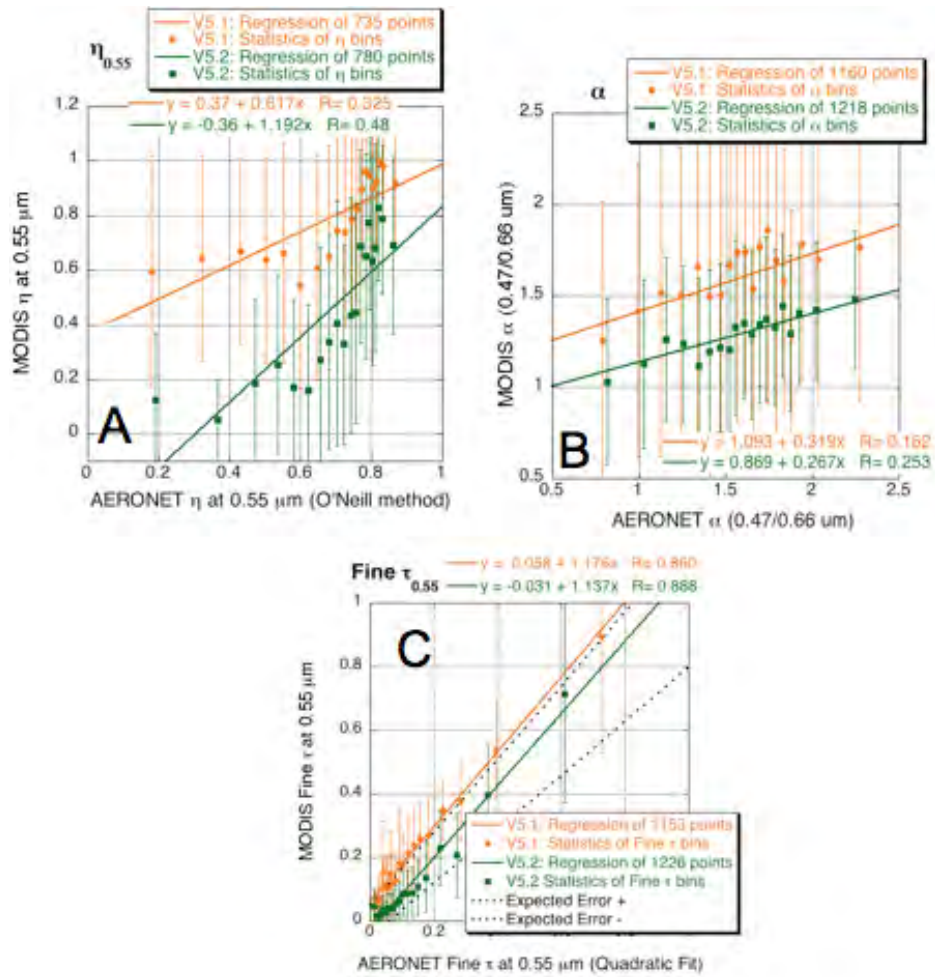 V5.1: Regression of 735 points
V5.1: Statistics of η bins
V5.2: Regression of 780 points
V5.2: Statistics of η bins
η0.55
y = 0.37 + 0.617x R= 0.325
y = -0.36 + 1.192x R= 0.48
1.2
1
0.8
0.6
0.4
0.2
0
MODIS η at 0.55 μm
A
0 0.2 0.4 0.6 0.8 1
AERONET η at 0.55 μm (O'Neill method)
V5.1: Regression of 1160 points
V5.1: Statistics of α bins
V5.2: Regression of 1218 points
V5.2: Statistics of α bins
α
2.5
2
1.5
1
0.5
MODIS α (0.47/0.66 um)
B
y = 1.093 + 0.319x R= 0.162
y = 0.869 + 0.267x R= 0.253
0.5 1 1.5 2 2.5
AERONET α (0.47/0.66 um)
Fine τ0.55
y = 0.058 + 1.176x R= 0.860
y = -0.031 + 1.137x R= 0.888
1
0.8
0.6
0.4
0.2
0
MODIS Fine τ at 0.55 μm
C
V5.1: Regression of 1153 points
V5.1: Statistics of Fine τ bins
V5.2: Regression of 1226 points
V5.2 Statistics of Fine τ bins
Expected Error +
Expected Error -
0 0.2
AERONET Fine τ at 0.55 μm (Quadratic Fit)